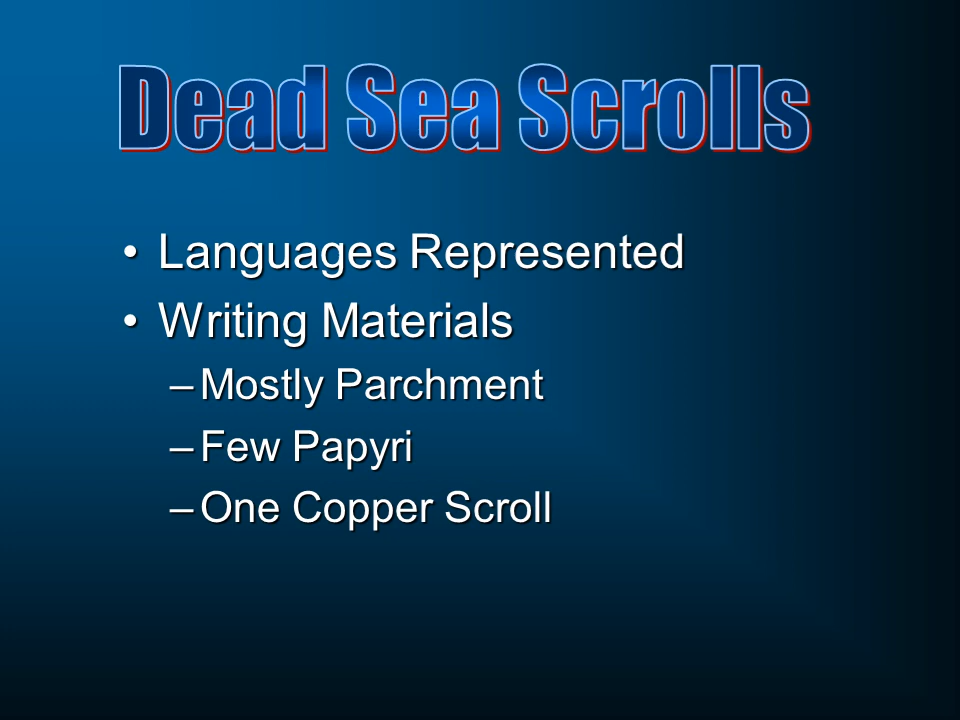 Dead Sea Scrolls
• Languages Represented
• Writing Materials
– Mostly Parchment
– Few Papyri
– One Copper Scroll